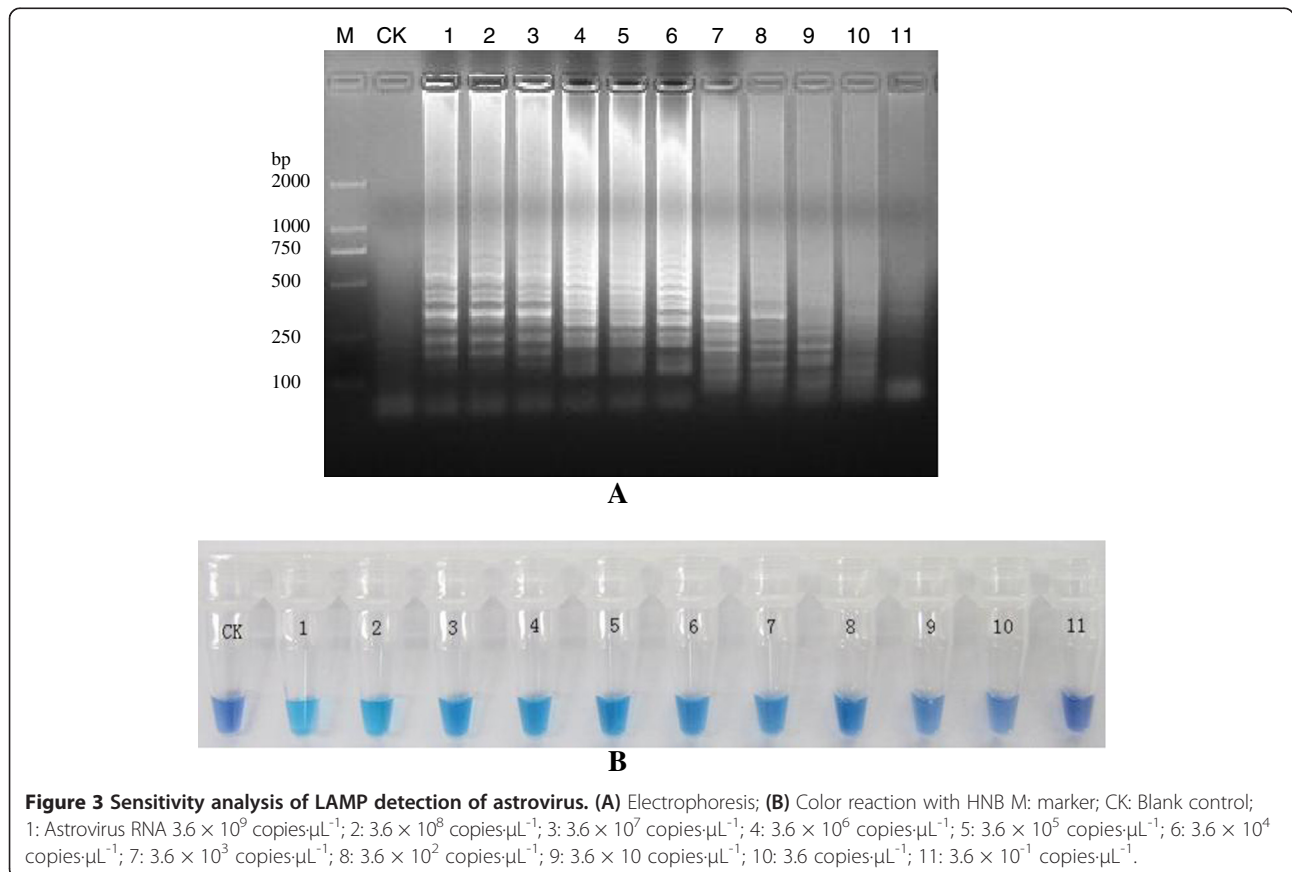 M CK 1 2 3 4 5 6 7 8 9 10 11
bp
2000
1000
750
500
250
100
A
CK 1 2 3 4 5 6 7 8 9 10 11
B
Figure 3 Sensitivity analysis of LAMP detection of astrovirus. (A) Electrophoresis; (B) Color reaction with HNB M: marker; CK: Blank control;
1: Astrovirus RNA 3.6 × 10⁹ copies·μL⁻¹; 2: 3.6 × 10⁸ copies·μL⁻¹; 3: 3.6 × 10⁷ copies·μL⁻¹; 4: 3.6 × 10⁶ copies·μL⁻¹; 5: 3.6 × 10⁵ copies·μL⁻¹; 6: 3.6 × 10⁴
copies·μL⁻¹; 7: 3.6 × 10³ copies·μL⁻¹; 8: 3.6 × 10² copies·μL⁻¹; 9: 3.6 × 10 copies·μL⁻¹; 10: 3.6 copies·μL⁻¹; 11: 3.6 × 10⁻¹ copies·μL⁻¹.